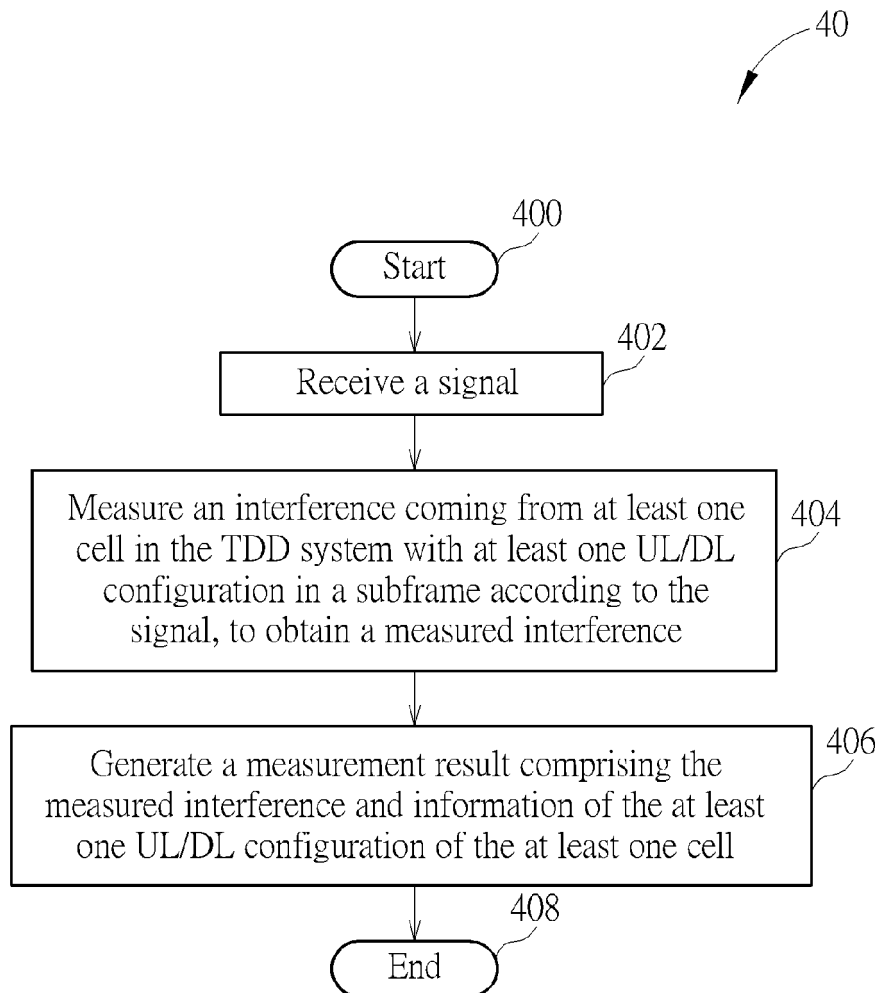 40
400
Start
402
Receive a signal
Measure an interference coming from at least one
cell in the TDD system with at least one UL/DL
configuration in a subframe according to the
signal, to obtain a measured interference
404
Generate a measurement result comprising the
measured interference and information of the at least
one UL/DL configuration of the at least one cell
406
408
End